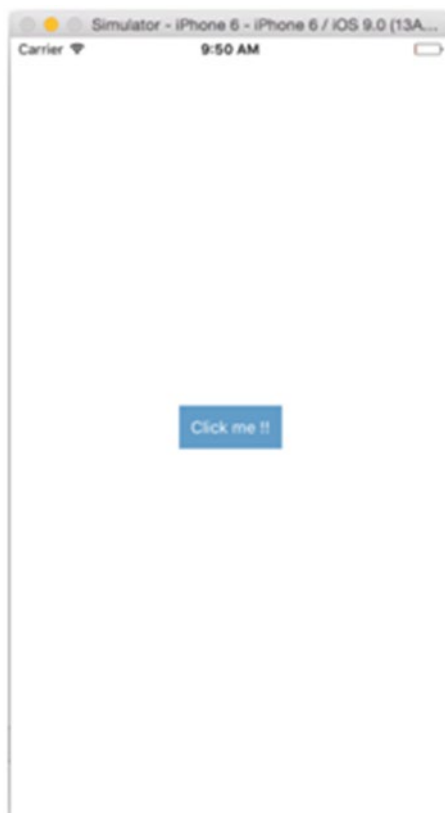 Simulator - iPhone 6 - iPhone 6 / iOS 9.0 (13A...
Carrier 9:50 AM
Click me !!